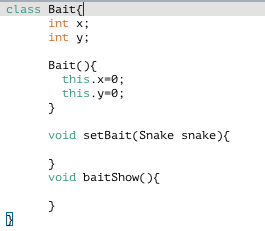 class Bait{
int x;
int y;
Bait(){
this.x=0;
this.y=0;
}
void setBait(Snake snake){
}
void baitShow(){
}
}